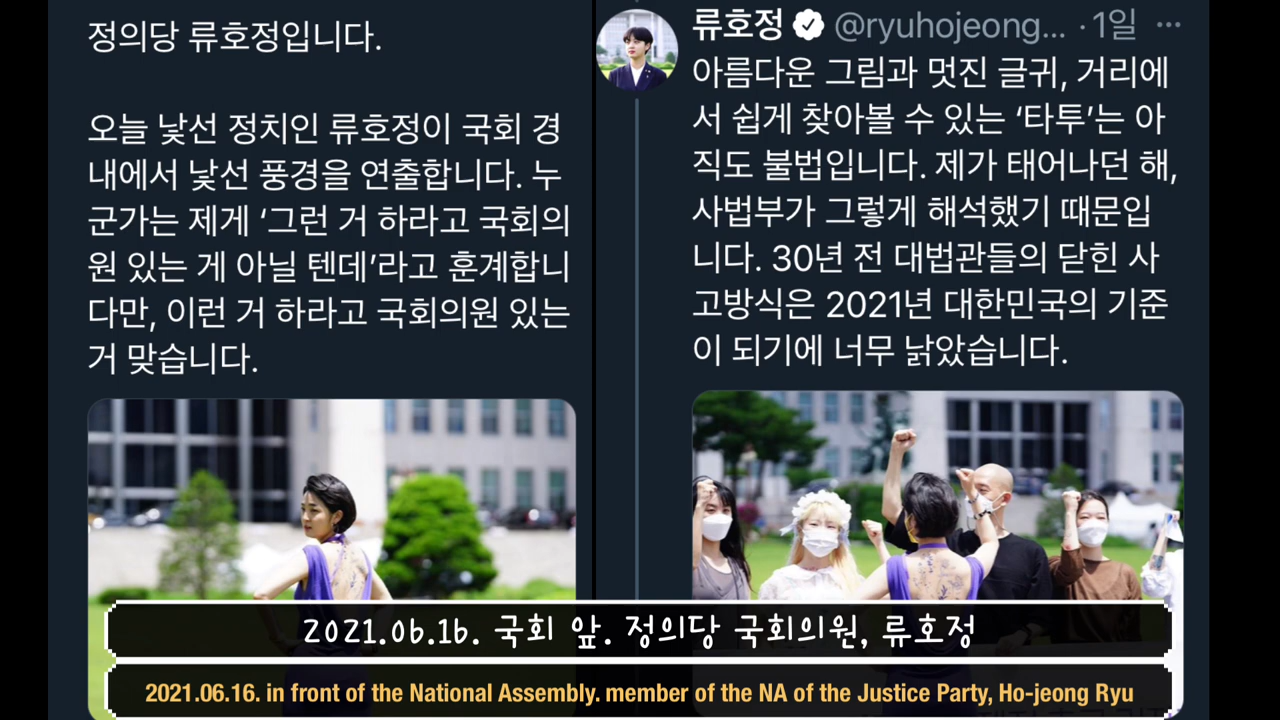 정의당 류호정입니다.
오늘 낯선 정치인 류호정이 국회 경
내에서 낯선 풍경을 연출합니다. 누
군가는 제게 ‘그런 거 하라고 국회의
원 있는 게 아닐 텐데’라고 훈계합니
다만, 이런 거 하라고 국회의원 있는
거 맞습니다.
류호정 @ryuhojeong... · 1일 ···
아름다운 그림과 멋진 글귀, 거리에
서 쉽게 찾아볼 수 있는 ‘타투’는 아
직도 불법입니다. 제가 태어나던 해,
사법부가 그렇게 해석했기 때문입
니다. 30년 전 대법관들의 닫힌 사
고방식은 2021년 대한민국의 기준
이 되기에 너무 낡았습니다.
2021.06.16. 국회 앞. 정의당 국회의원, 류호정
2021.06.16. in front of the National Assembly. member of the NA of the Justice Party, Ho-jeong Ryu